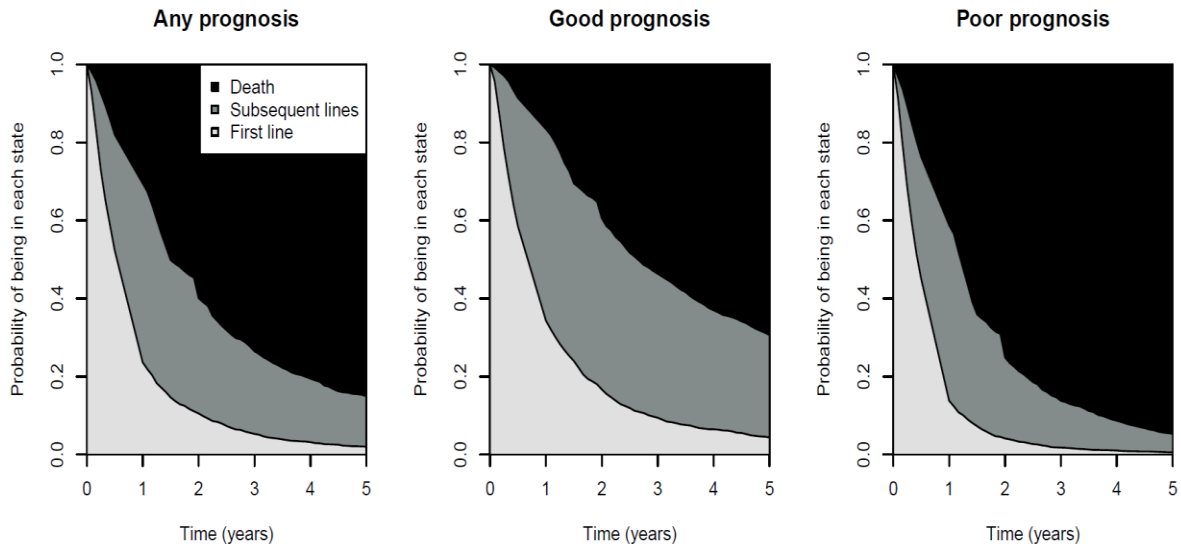 Any prognosis
Probability of being in each state
1.0
0.8
0.6
0.4
0.2
0.0
Death
Subsequent lines
First line
0 1 2 3 4 5
Time (years)
Good prognosis
Probability of being in each state
1.0
0.8
0.6
0.4
0.2
0.0
0 1 2 3 4 5
Time (years)
Poor prognosis
Probability of being in each state
1.0
0.8
0.6
0.4
0.2
0.0
0 1 2 3 4 5
Time (years)